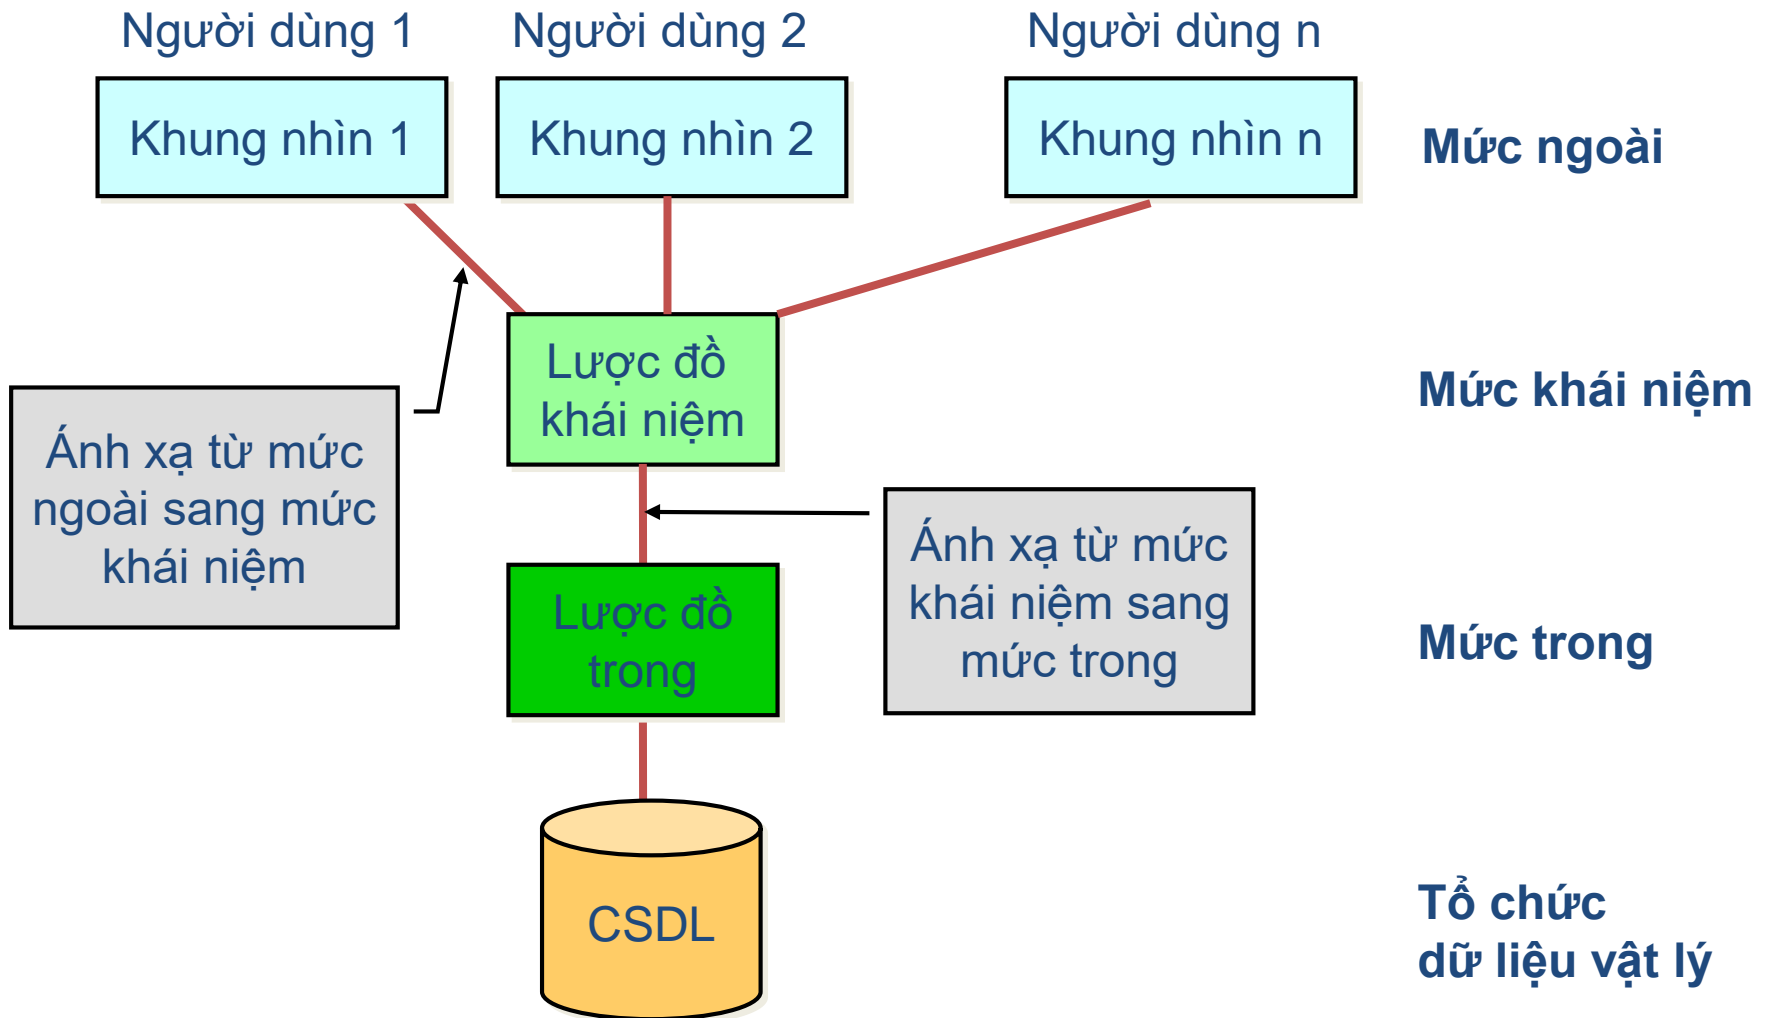 Người dùng 1
Người dùng 2
Người dùng n
Khung nhìn 1
Khung nhìn 2
Khung nhìn n
Mức ngoài
Lược đồ
khái niệm
Mức khái niệm
Ánh xạ từ mức
ngoài sang mức
khái niệm
Ánh xạ từ mức
khái niệm sang
mức trong
Lược đồ
trong
Mức trong
CSDL
Tổ chức
dữ liệu vật lý